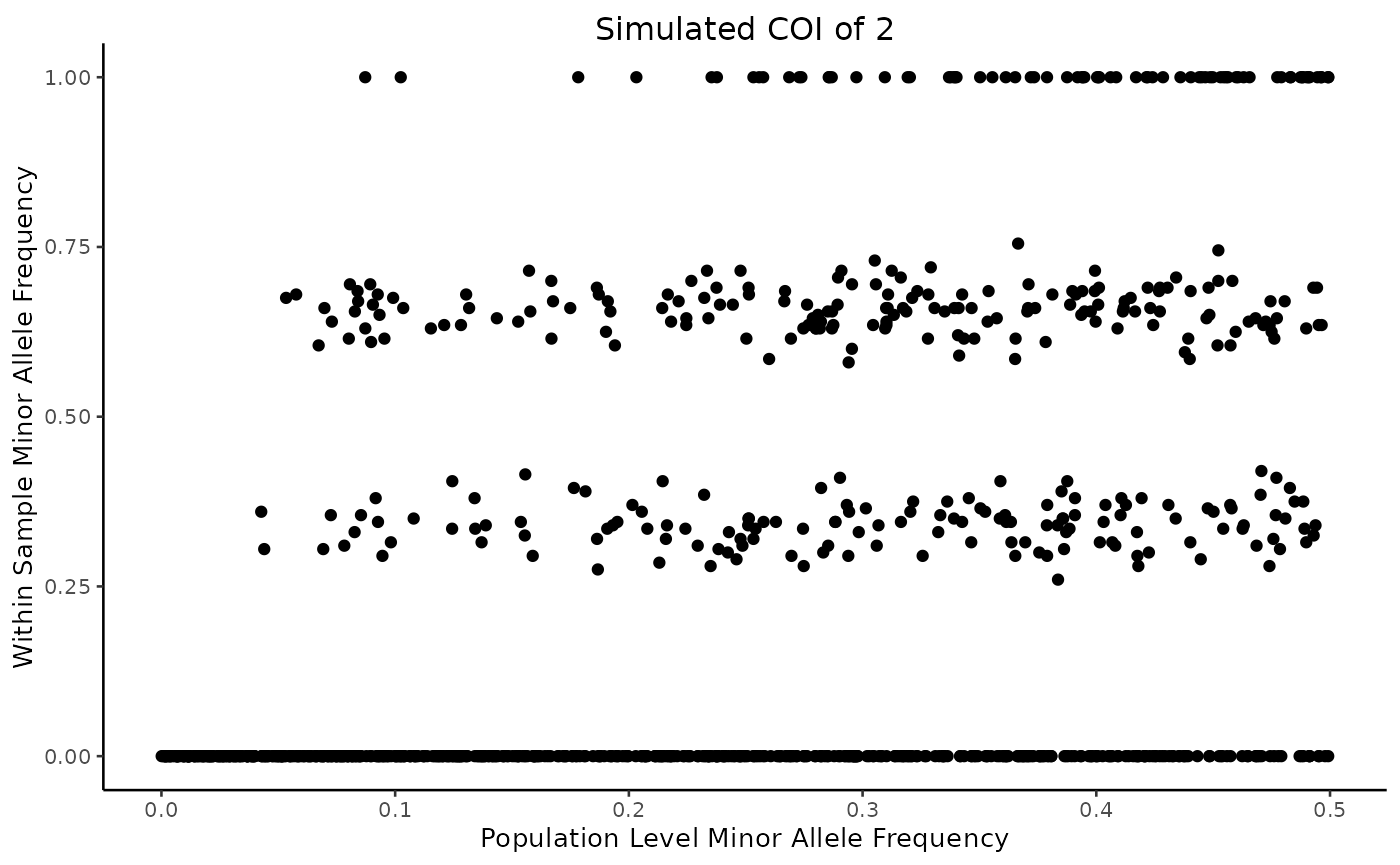 Simulated COI of 2
Within Sample Minor Allele Frequency
1.00
0.75
0.50
0.25
0.00
0.0 0.1 0.2 0.3 0.4 0.5
Population Level Minor Allele Frequency